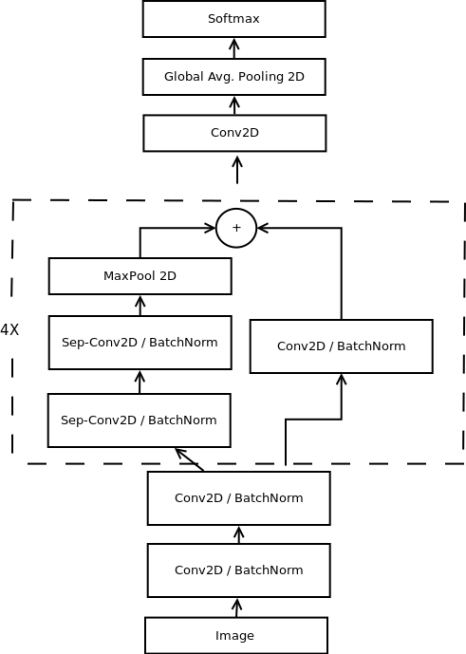 Softmax
Global Avg. Pooling 2D
Conv2D
+
MaxPool 2D
4X
Sep-Conv2D / BatchNorm
Conv2D / BatchNorm
Sep-Conv2D / BatchNorm
Conv2D / BatchNorm
Conv2D / BatchNorm
Image